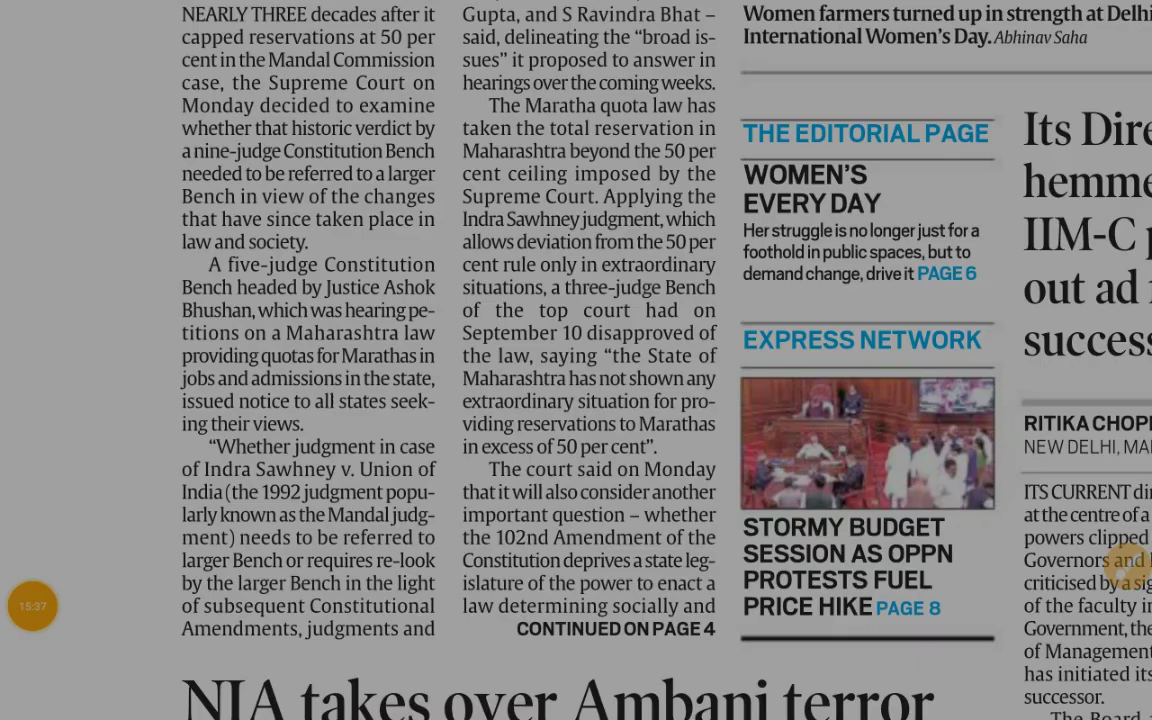 NEARLY THREE decades after it
capped reservations at 50 per
cent in the Mandal Commission
case, the Supreme Court on
Monday decided to examine
whether that historic verdict by
a nine-judge Constitution Bench
needed to be referred to a larger
Bench in view of the changes
that have since taken place in
law and society.
A five-judge Constitution
Bench headed by Justice Ashok
Bhushan, which was hearing pe-
titions on a Maharashtra law
providing quotas for Marathas in
jobs and admissions in the state,
issued notice to all states seek-
ing their views.
“Whether judgment in case
of Indra Sawhney v. Union of
India (the 1992 judgment popu-
larly known as the Mandal judg-
ment) needs to be referred to
larger Bench or requires re-look
by the larger Bench in the light
of subsequent Constitutional
Amendments, judgments and
Gupta, and S Ravindra Bhat –
said, delineating the “broad is-
sues” it proposed to answer in
hearings over the coming weeks.
The Maratha quota law has
taken the total reservation in
Maharashtra beyond the 50 per
cent ceiling imposed by the
Supreme Court. Applying the
Indra Sawhney judgment, which
allows deviation from the 50 per
cent rule only in extraordinary
situations, a three-judge Bench
of the top court had on
September 10 disapproved of
the law, saying “the State of
Maharashtra has not shown any
extraordinary situation for pro-
viding reservations to Marathas
in excess of 50 per cent”.
The court said on Monday
that it will also consider another
important question – whether
the 102nd Amendment of the
Constitution deprives a state leg-
islature of the power to enact a
law determining socially and
CONTINUED ON PAGE 4
Women farmers turned up in strength at Delhi
International Women’s Day. Abhinav Saha
THE EDITORIAL PAGE
WOMEN’S
EVERY DAY
Her struggle is no longer just for a
foothold in public spaces, but to
demand change, drive it PAGE 6
EXPRESS NETWORK
STORMY BUDGET
SESSION AS OPPN
PROTESTS FUEL
PRICE HIKE PAGE 8
Its Dire
hemme
IIM-C p
out ad
success
RITIKA CHOP
NEW DELHI, MA
ITS CURRENT di
at the centre of a
powers clipped
Governors and
criticised by a sig
of the faculty i
Government, the
of Management
has initiated its
successor.
The Board
15:37
NIA takes over Ambani terror